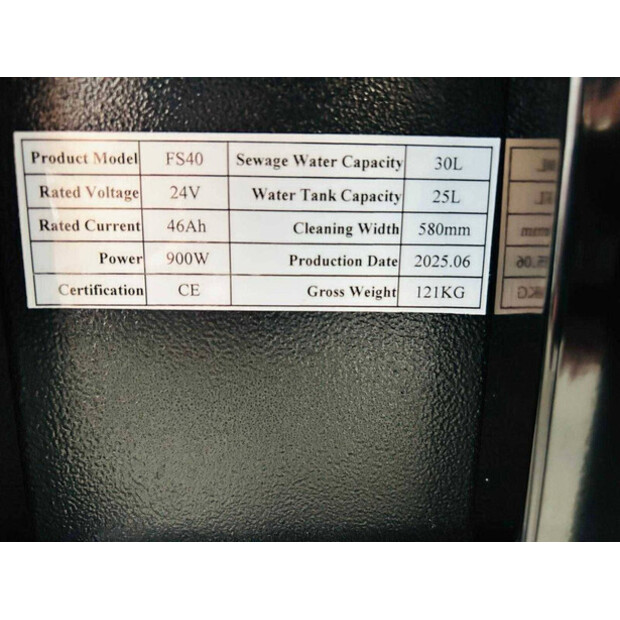 Product Model FS40 Sewage Water Capacity 30L
Rated Voltage 24V Water Tank Capacity 25L
Rated Current 46Ah Cleaning Width 580mm
Power 900W Production Date 2025.06
Certification CE Gross Weight 121KG